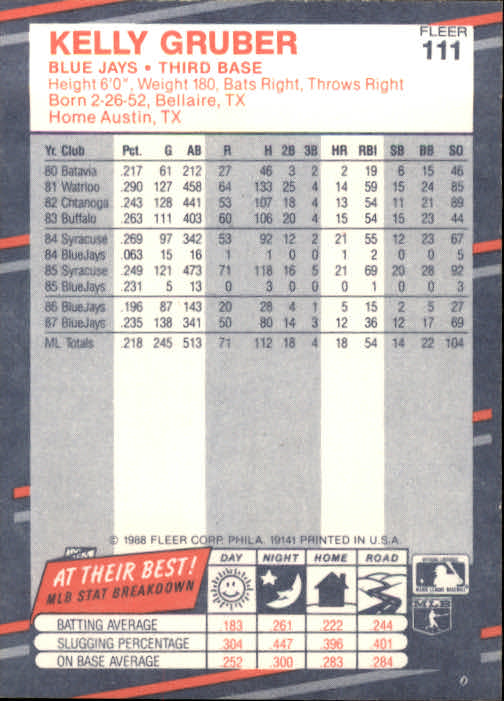 KELLY GRUBER
FLEER
111
BLUE JAYS • THIRD BASE
Height 6'0", Weight 180, Bats Right, Throws Right
Born 2-26-52, Bellaire, TX
Home Austin, TX
Yr. Club Pct. G AB R H 2B 3B HR RBI SB BB SO
80 Batavia .217 61 212 27 46 3 2 2 19 6 15 46
81 Watrloo .290 127 458 64 133 25 4 14 59 15 24 85
82 Chtanoga .243 128 441 53 107 18 4 13 54 11 21 89
83 Buffalo .263 111 403 60 106 20 4 15 54 15 23 44
84 Syracuse .269 97 342 53 92 12 2 21 55 12 23 67
84 BlueJays .063 15 16 1 1 0 0 1 2 0 0 5
85 Syracuse .249 121 473 71 118 16 5 21 69 20 28 92
85 BlueJays .231 5 13 0 3 0 0 0 1 0 0 3
86 BlueJays .196 87 143 20 28 4 1 5 15 2 5 27
87 BlueJays .235 138 341 50 80 14 3 12 36 12 17 69
ML Totals .218 245 513 71 112 18 4 18 54 14 22 104
© 1988 FLEER CORP. PHILA. 19141 PRINTED IN U.S.A.
AT THEIR BEST!
MLB STAT BREAKDOWN
DAY NIGHT HOME ROAD
BATTING AVERAGE .183 .261 .222 .244
SLUGGING PERCENTAGE .304 .447 .396 .401
ON BASE AVERAGE .252 .300 .283 .284
MAJOR LEAGUE BASEBALL
MLB